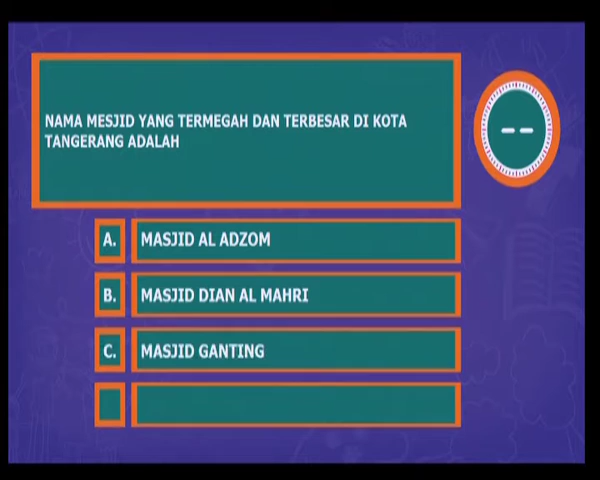 NAMA MESJID YANG TERMEGAH DAN TERBESAR DI KOTA
TANGERANG ADALAH
--
A. MASJID AL ADZOM
B. MASJID DIAN AL MAHRI
C. MASJID GANTING